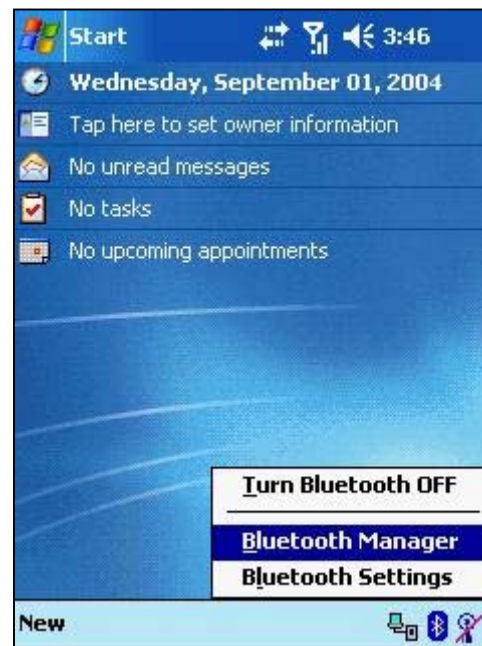 Start 3:46
Wednesday, September 01, 2004
Tap here to set owner information
No unread messages
No tasks
No upcoming appointments
Turn Bluetooth OFF
Bluetooth Manager
Bluetooth Settings
New